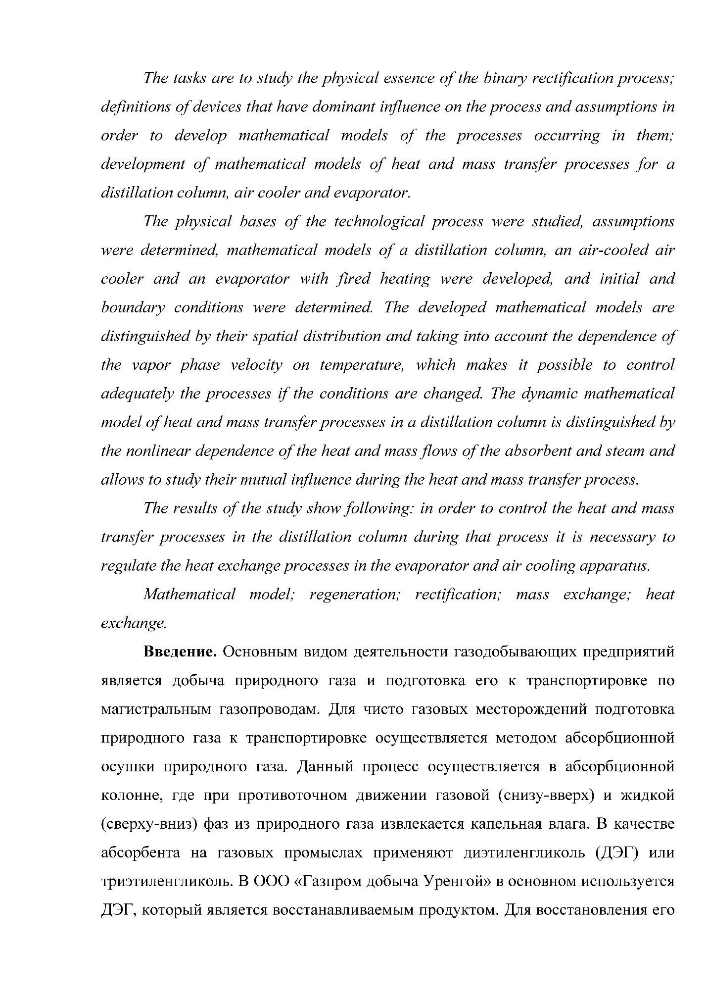 The tasks are to study the physical essence of the binary rectification process;
definitions of devices that have dominant influence on the process and assumptions in
order to develop mathematical models of the processes occurring in them;
development of mathematical models of heat and mass transfer processes for a
distillation column, air cooler and evaporator.
The physical bases of the technological process were studied, assumptions
were determined, mathematical models of a distillation column, an air-cooled air
cooler and an evaporator with fired heating were developed, and initial and
boundary conditions were determined. The developed mathematical models are
distinguished by their spatial distribution and taking into account the dependence of
the vapor phase velocity on temperature, which makes it possible to control
adequately the processes if the conditions are changed. The dynamic mathematical
model of heat and mass transfer processes in a distillation column is distinguished by
the nonlinear dependence of the heat and mass flows of the absorbent and steam and
allows to study their mutual influence during the heat and mass transfer process.
The results of the study show following: in order to control the heat and mass
transfer processes in the distillation column during that process it is necessary to
regulate the heat exchange processes in the evaporator and air cooling apparatus.
Mathematical model; regeneration; rectification; mass exchange; heat
exchange.
Введение. Основным видом деятельности газодобывающих предприятий
является добыча природного газа и подготовка его к транспортировке по
магистральным газопроводам. Для чисто газовых месторождений подготовка
природного газа к транспортировке осуществляется методом абсорбционной
осушки природного газа. Данный процесс осуществляется в абсорбционной
колонне, где при противоточном движении газовой (снизу-вверх) и жидкой
(сверху-вниз) фаз из природного газа извлекается капельная влага. В качестве
абсорбента на газовых промыслах применяют диэтиленгликоль (ДЭГ) или
триэтиленгликоль. В ООО «Газпром добыча Уренгой» в основном используется
ДЭГ, который является восстанавливаемым продуктом. Для восстановления его